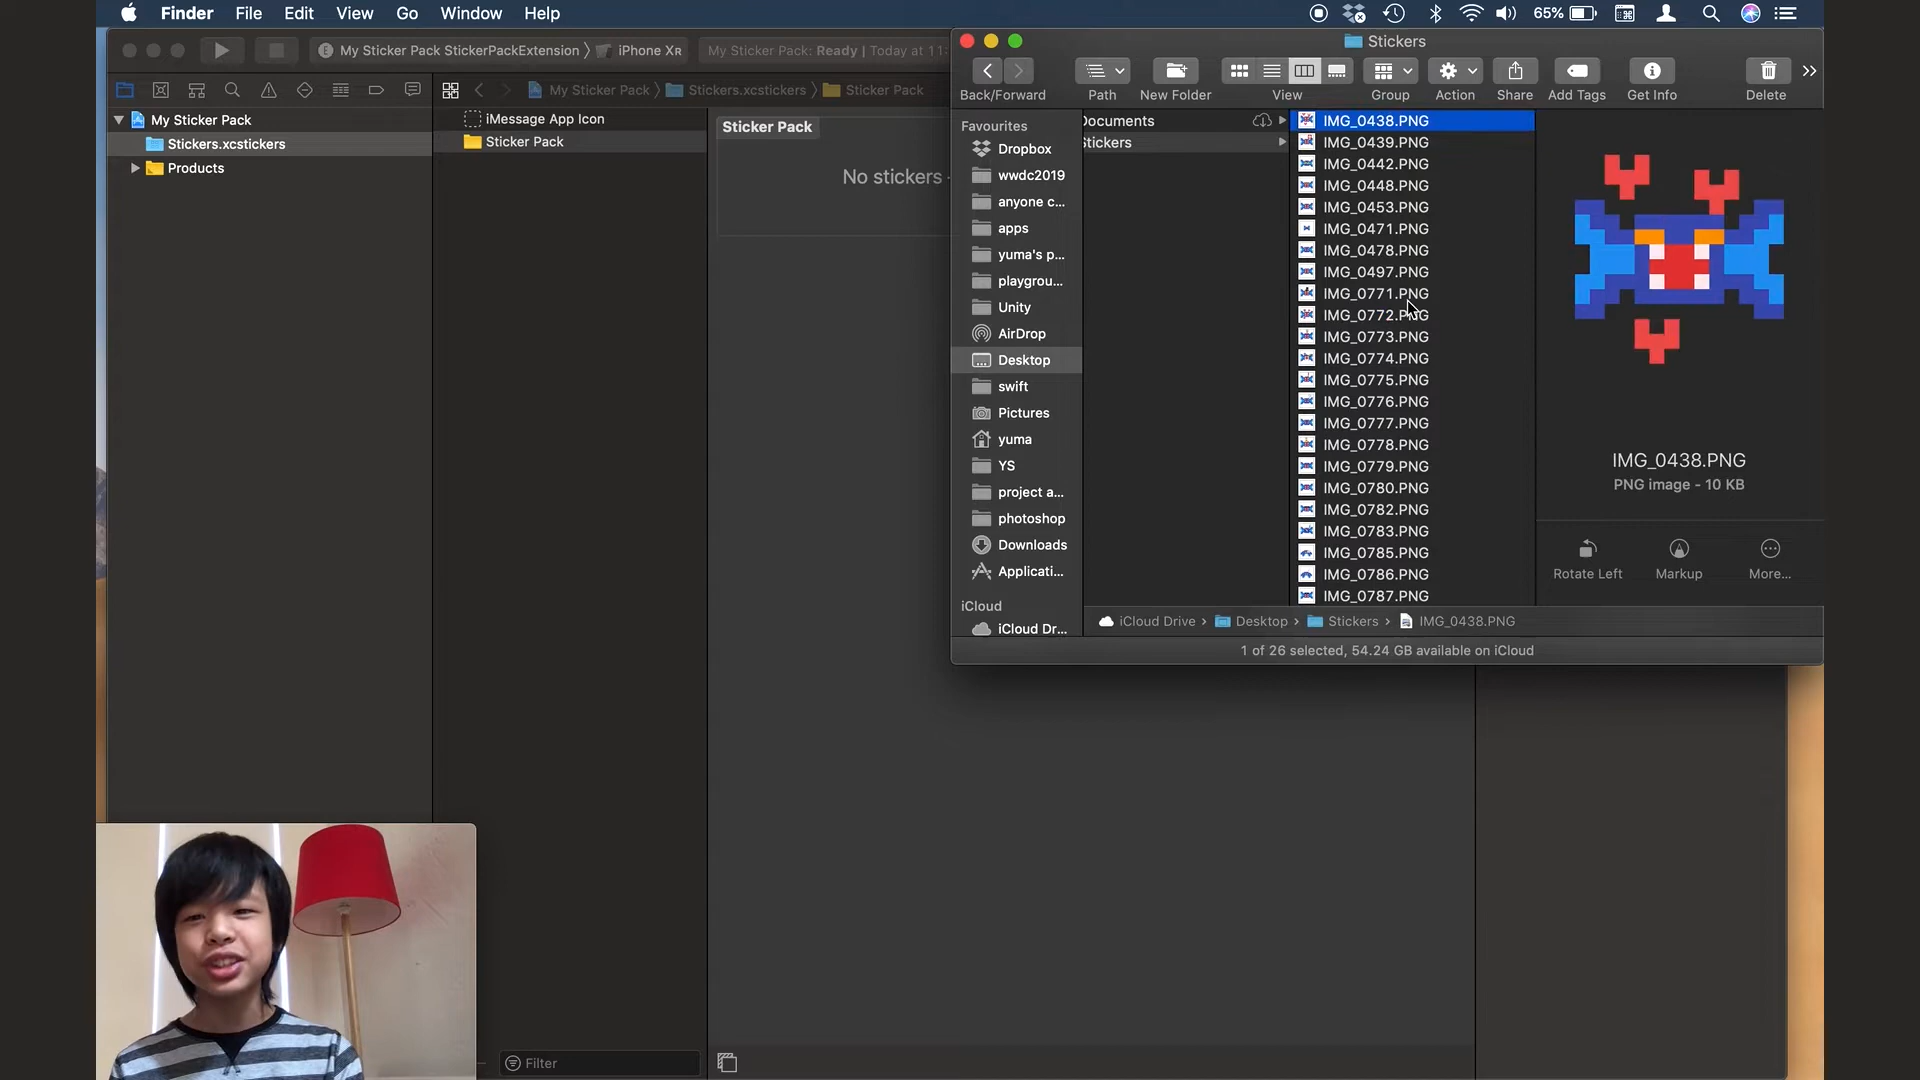 Finder File Edit View Go Window Help 65%
My Sticker Pack StickerPackExtension iPhone XR My Sticker Pack: Ready | Today at 11:
My Sticker Pack
Stickers.xcstickers
Products
iMessage App Icon
Sticker Pack
My Sticker Pack Stickers.xcstickers Sticker Pack
Sticker Pack
No stickers -
Filter
Stickers
Back/Forward Path New Folder View Group Action Share Add Tags Get Info Delete
Favourites
Dropbox
wwdc2019
anyone c...
apps
yuma's p...
playgrou...
Unity
AirDrop
Desktop
swift
Pictures
yuma
YS
project a...
photoshop
Downloads
Applicati...
iCloud
iCloud Dr...
Documents
Stickers
IMG_0438.PNG
IMG_0439.PNG
IMG_0442.PNG
IMG_0448.PNG
IMG_0453.PNG
IMG_0471.PNG
IMG_0478.PNG
IMG_0497.PNG
IMG_0771.PNG
IMG_0772.PNG
IMG_0773.PNG
IMG_0774.PNG
IMG_0775.PNG
IMG_0776.PNG
IMG_0777.PNG
IMG_0778.PNG
IMG_0779.PNG
IMG_0780.PNG
IMG_0782.PNG
IMG_0783.PNG
IMG_0785.PNG
IMG_0786.PNG
IMG_0787.PNG
IMG_0438.PNG
PNG image - 10 KB
Rotate Left Markup More...
iCloud Drive Desktop Stickers IMG_0438.PNG
1 of 26 selected, 54.24 GB available on iCloud